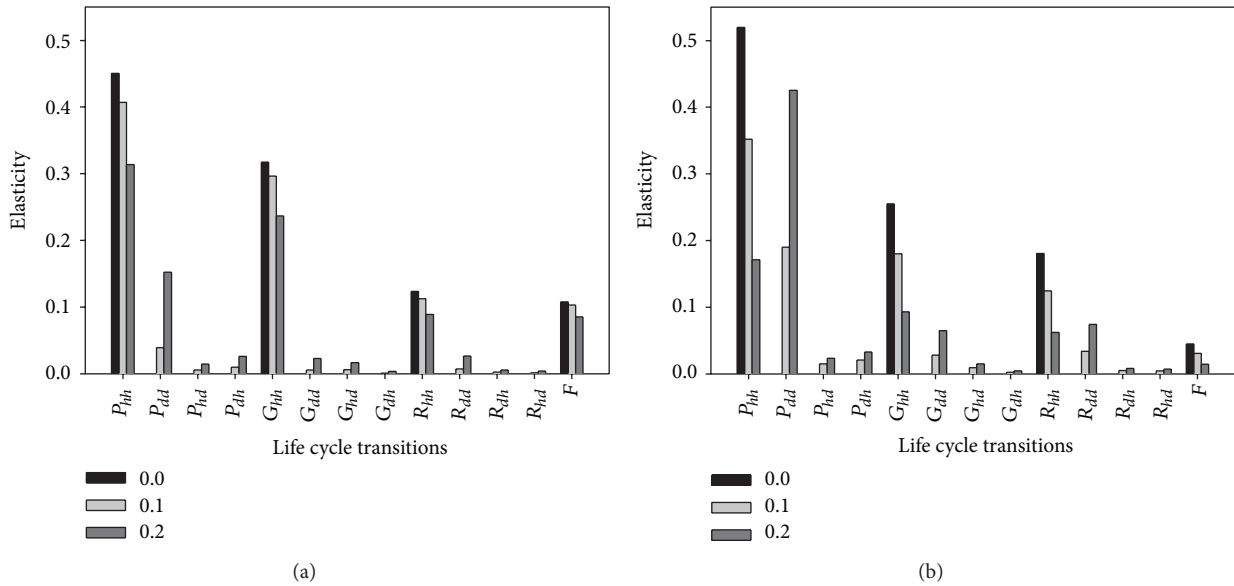 0.5
0.4
0.3
0.2
0.1
0.0
Elasticity
P_hh P_dd P_hd P_dh G_hh G_dd G_hd G_dh R_hh R_dd R_dh R_hd F
Life cycle transitions
0.0
0.1
0.2
(a)
0.5
0.4
0.3
0.2
0.1
0.0
Elasticity
P_hh P_dd P_hd P_dh G_hh G_dd G_hd G_dh R_hh R_dd R_dh R_hd F
Life cycle transitions
0.0
0.1
0.2
(b)